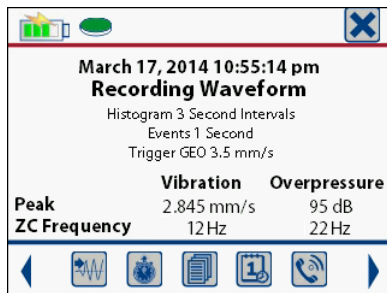 March 17, 2014 10:55:14 pm
Recording Waveform
Histogram 3 Second Intervals
Events 1 Second
Trigger GEO 3.5 mm/s
Vibration Overpressure
Peak 2.845 mm/s 95 dB
ZC Frequency 12 Hz 22 Hz
1